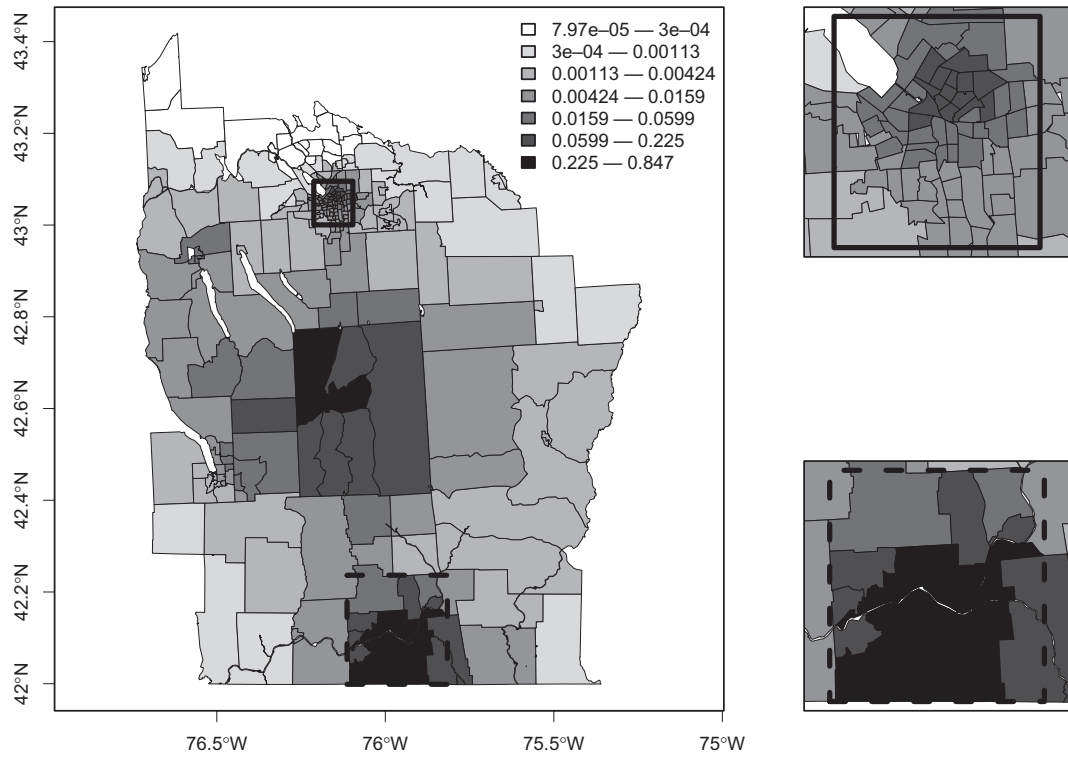 7.97e–05 — 3e–04
3e–04 — 0.00113
0.00113 — 0.00424
0.00424 — 0.0159
0.0159 — 0.0599
0.0599 — 0.225
0.225 — 0.847
43.4°N
43.2°N
43°N
42.8°N
42.6°N
42.4°N
42.2°N
42°N
76.5°W
76°W
75.5°W
75°W